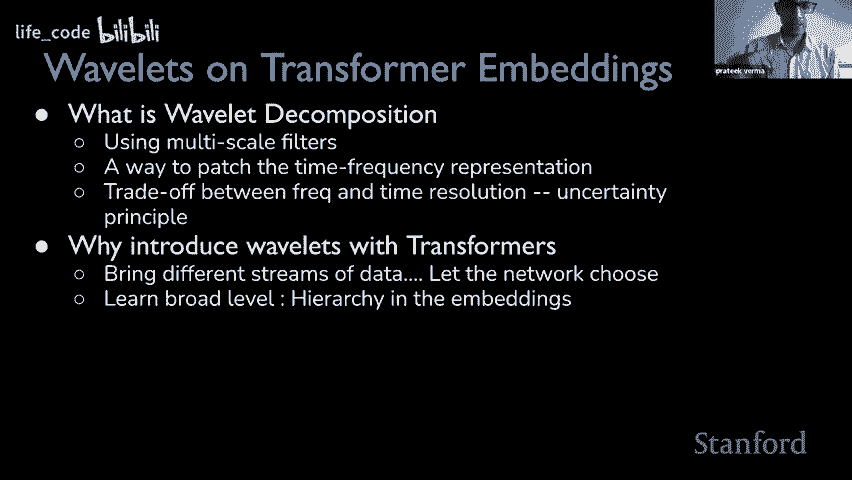 life_code bilibili
Wavelets on Transformer Embeddings
prateek verma
● What is Wavelet Decomposition
○ Using multi-scale filters
○ A way to patch the time-frequency representation
○ Trade-off between freq and time resolution -- uncertainty
principle
● Why introduce wavelets with Transformers
○ Bring different streams of data.... Let the network choose
○ Learn broad level : Hierarchy in the embeddings
Stanford